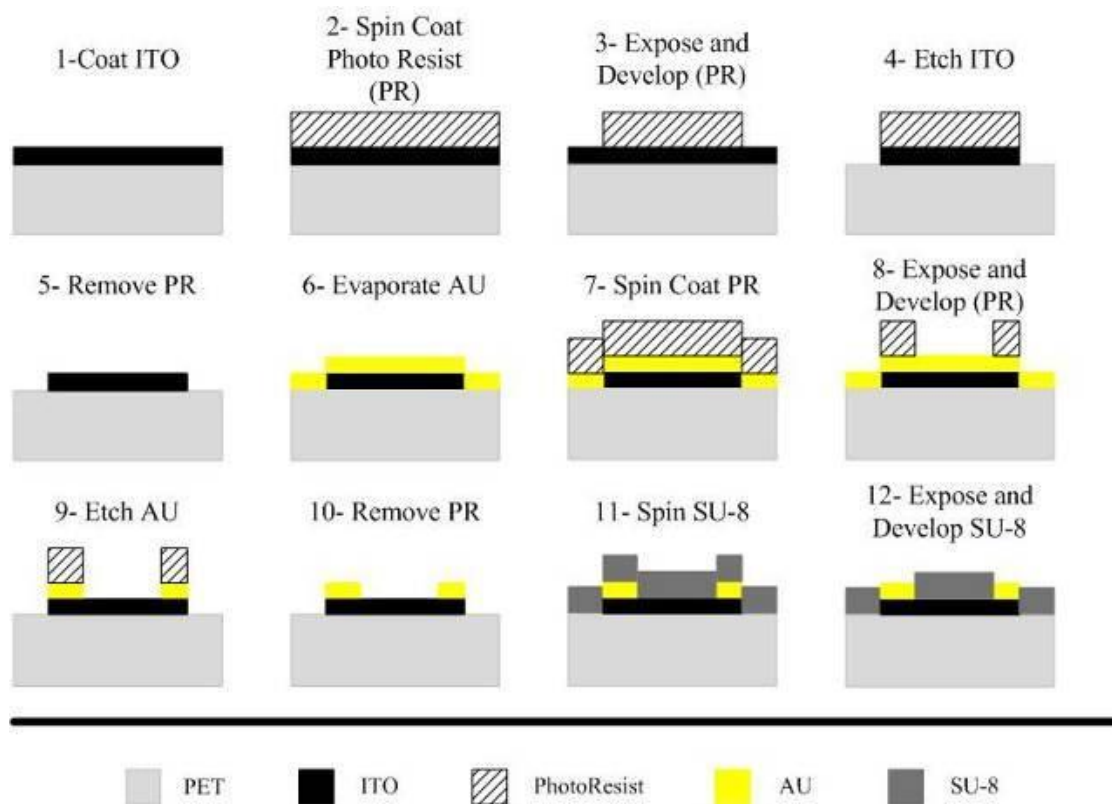 1-Coat ITO
2- Spin Coat
Photo Resist
(PR)
3- Expose and
Develop (PR)
4- Etch ITO
5- Remove PR
6- Evaporate AU
7- Spin Coat PR
8- Expose and
Develop (PR)
9- Etch AU
10- Remove PR
11- Spin SU-8
12- Expose and
Develop SU-8
PET
ITO
PhotoResist
AU
SU-8